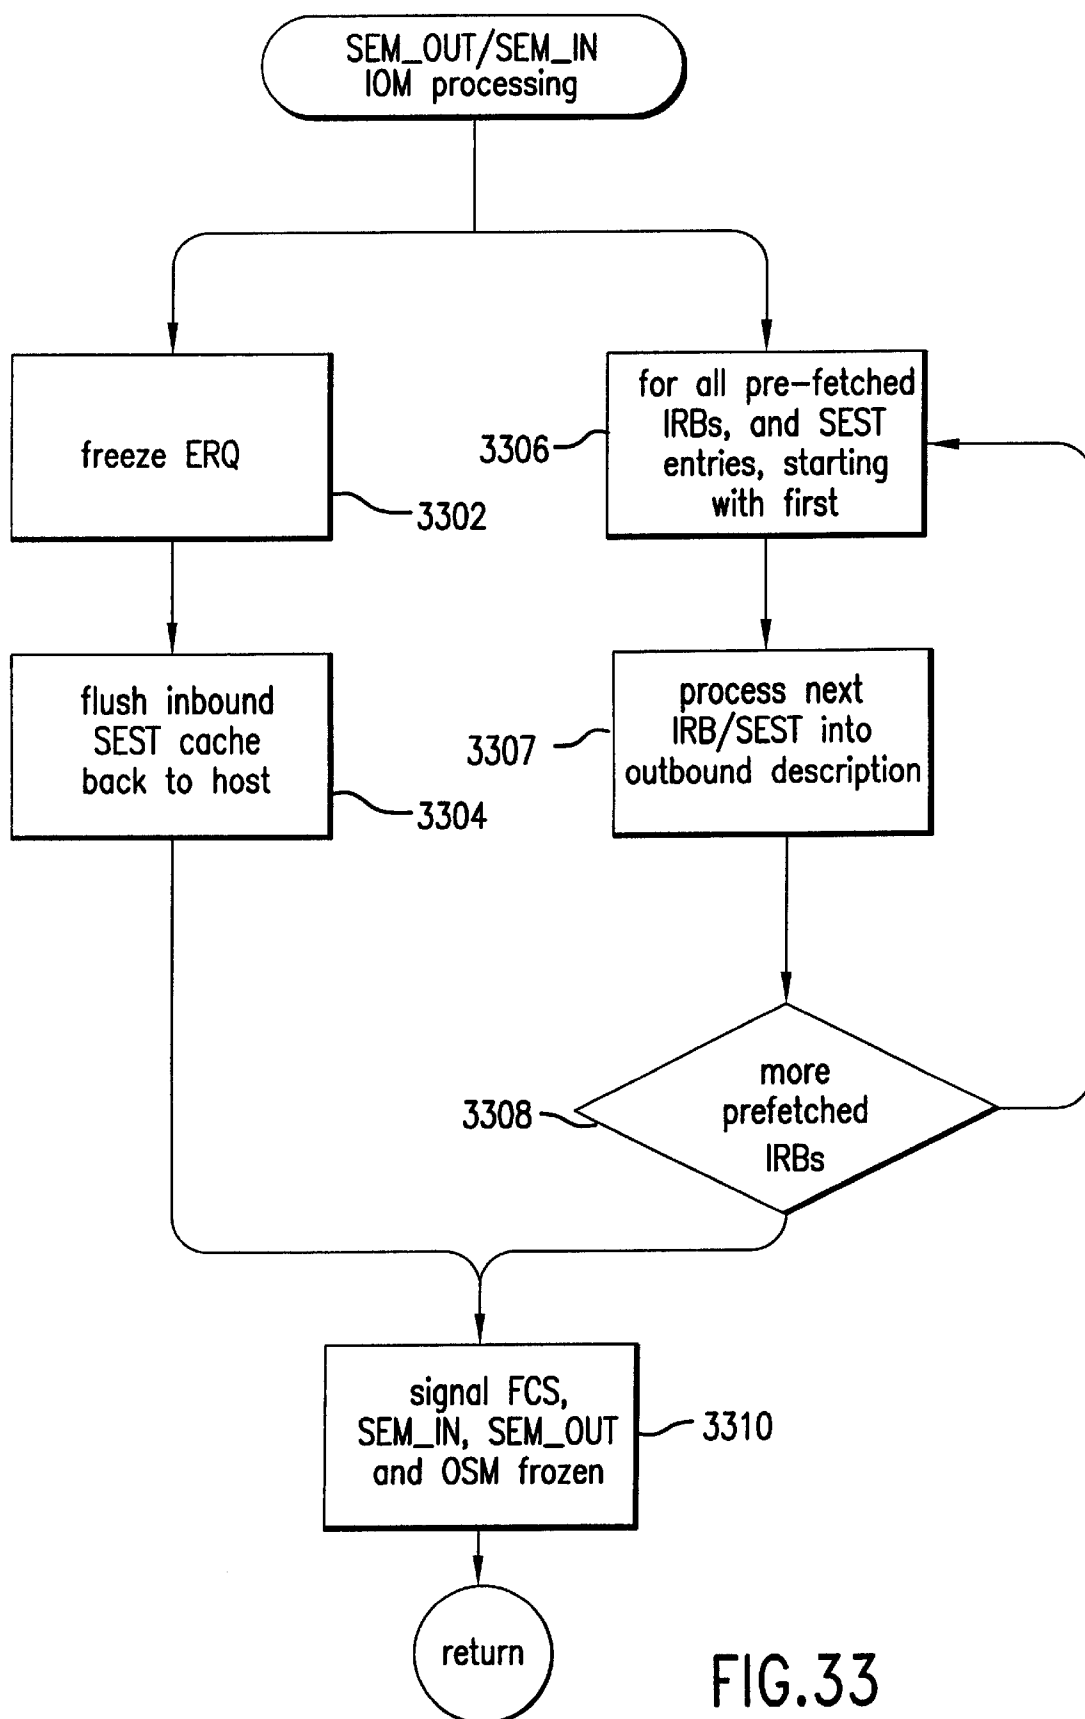 SEM_OUT/SEM_IN
IOM processing
freeze ERQ
3302
flush inbound
SEST cache
back to host
3304
for all pre-fetched
IRBs, and SEST
entries, starting
with first
3306
process next
IRB/SEST into
outbound description
3307
more
prefetched
IRBs
3308
signal FCS,
SEM_IN, SEM_OUT
and OSM frozen
3310
return
FIG.33